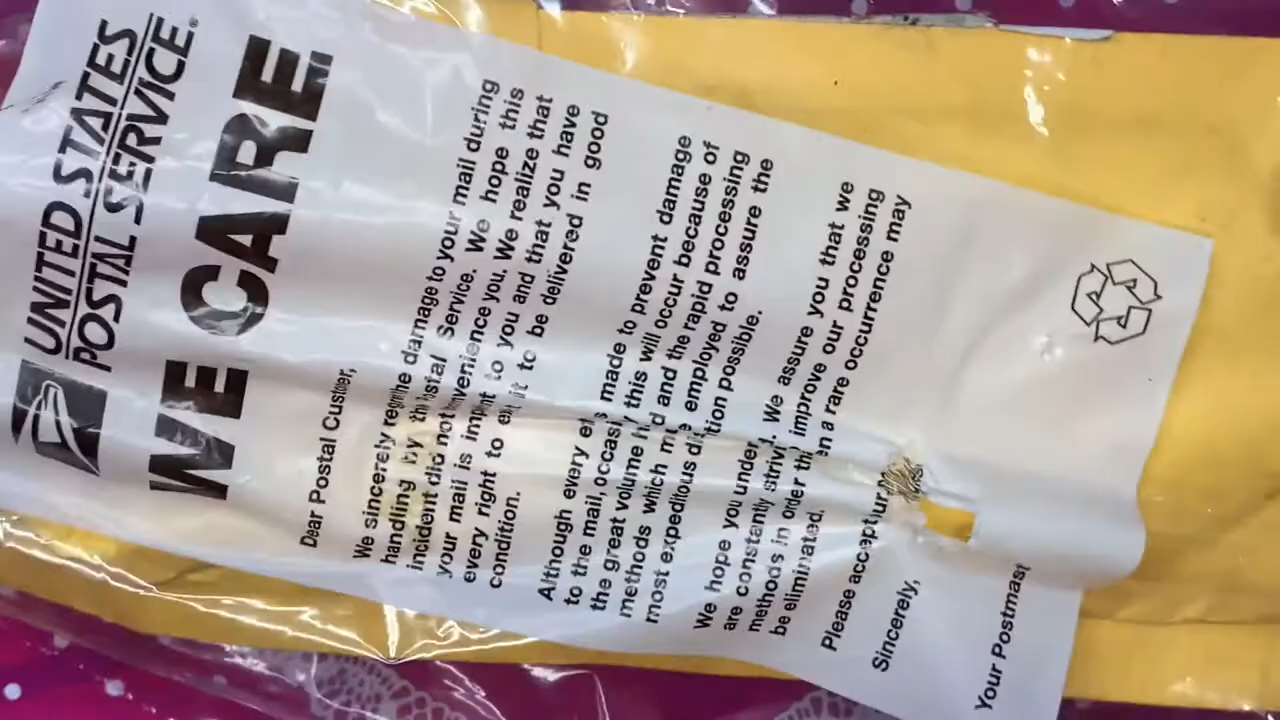 UNITED STATES
POSTAL SERVICE®
WE CARE
Dear Postal Customer,
We sincerely the damage to your mail during
handling by Service. We hope this
incident did not you. We realize that
your mail is to you and that you have
every right to it to be delivered in good
condition.
Although every made to prevent damage
to the mail, this will occur because of
the great volume and the rapid processing
methods which employed to assure the
most expeditious possible.
We hope you We assure you that we
are constantly improve our processing
methods in order a rare occurrence may
be eliminated.
Please accept
Sincerely,
Your Postmast